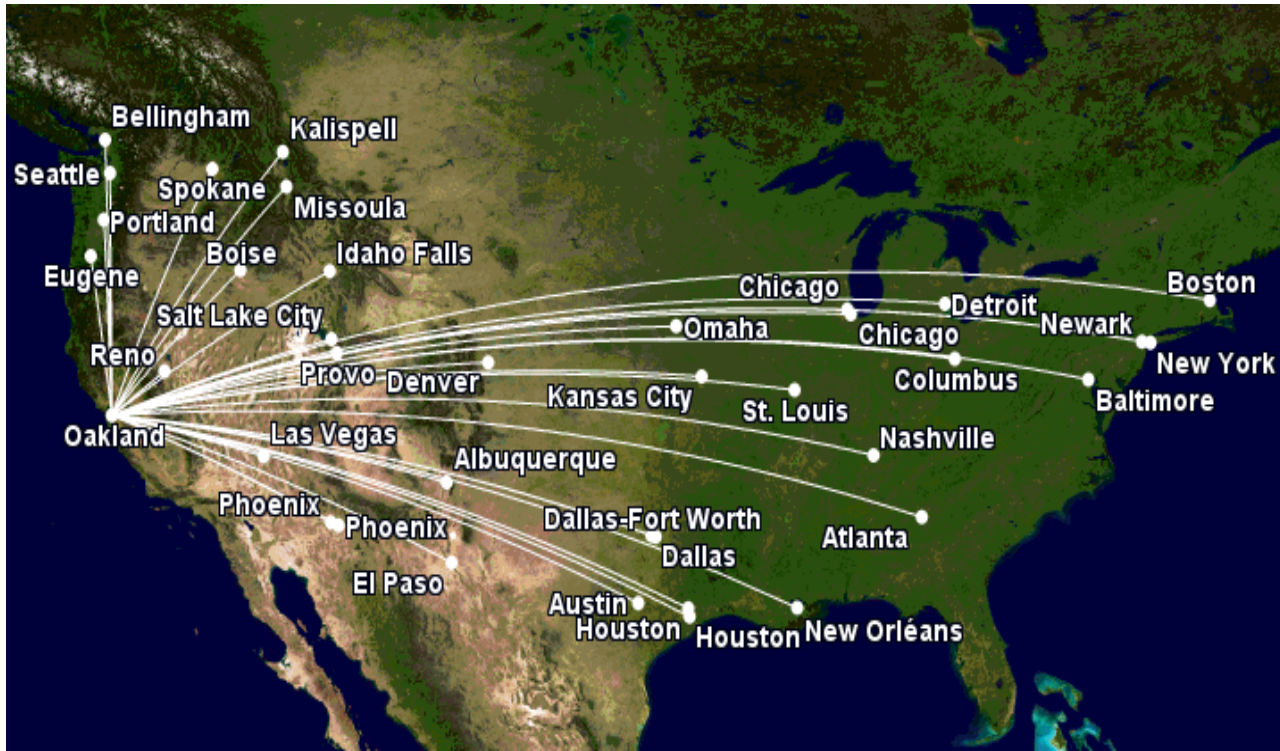 Bellingham
Kalispell
Seattle
Spokane
Missoula
Portland
Boise
Idaho Falls
Eugene
Boston
Chicago
Salt Lake City
Detroit
Newark
Omaha
Chicago
Reno
New York
Provo
Denver
Columbus
Kansas City
Baltimore
St. Louis
Oakland
Las Vegas
Nashville
Albuquerque
Phoenix
Phoenix
Dallas-Fort Worth
Atlanta
Dallas
El Paso
Austin
Houston
Houston
New Orléans